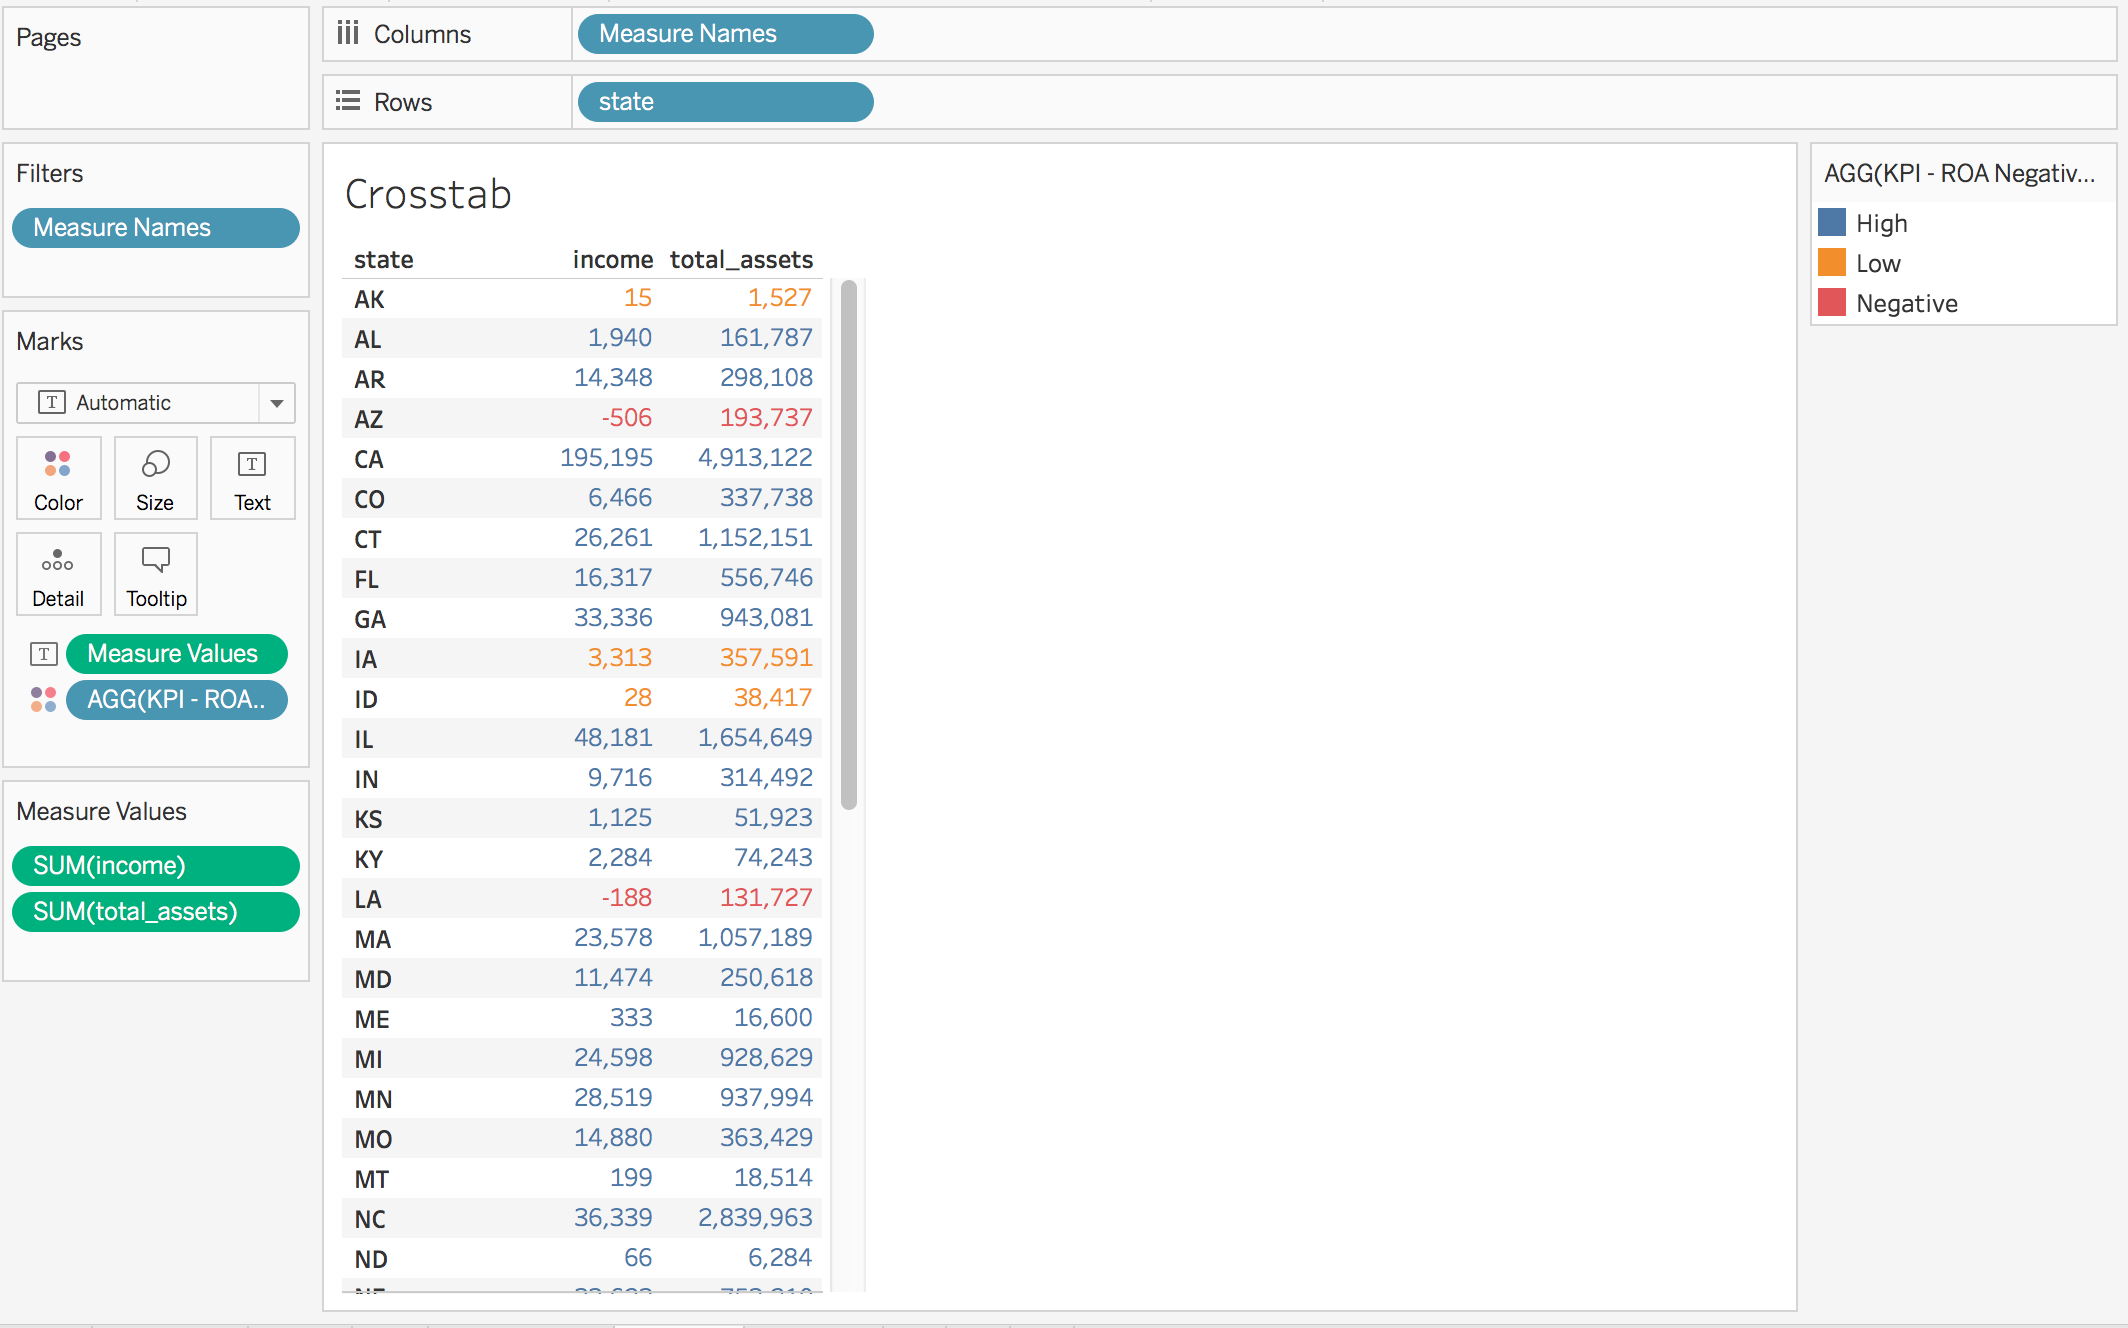 Pages
Columns
Measure Names
Rows
state
Filters
Measure Names
Marks
T Automatic
Color
Size
T
Text
Detail
Tooltip
T Measure Values
AGG(KPI - ROA..
Measure Values
SUM(income)
SUM(total_assets)
Crosstab
state income total_assets
AK 15 1,527
AL 1,940 161,787
AR 14,348 298,108
AZ -506 193,737
CA 195,195 4,913,122
CO 6,466 337,738
CT 26,261 1,152,151
FL 16,317 556,746
GA 33,336 943,081
IA 3,313 357,591
ID 28 38,417
IL 48,181 1,654,649
IN 9,716 314,492
KS 1,125 51,923
KY 2,284 74,243
LA -188 131,727
MA 23,578 1,057,189
MD 11,474 250,618
ME 333 16,600
MI 24,598 928,629
MN 28,519 937,994
MO 14,880 363,429
MT 199 18,514
NC 36,339 2,839,963
ND 66 6,284
AGG(KPI - ROA Negativ...
High
Low
Negative